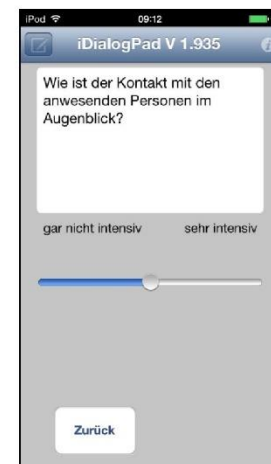 iPod 09:12
iDialogPad V 1.935
Wie ist der Kontakt mit den
anwesenden Personen im
Augenblick?
gar nicht intensiv sehr intensiv
Zurück